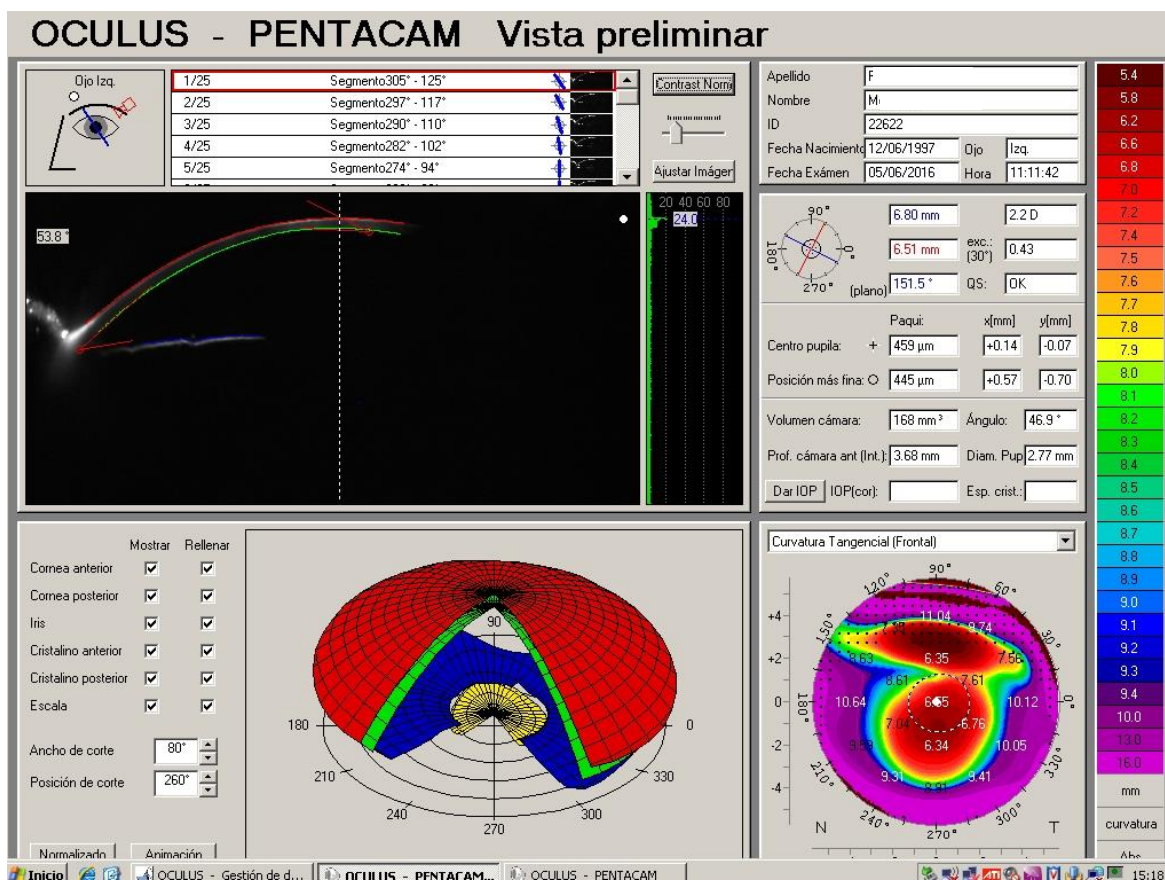 OCULUS - PENTACAM Vista preliminar
Ojo Izq.
1/25 Segmento305° - 125°
2/25 Segmento297° - 117°
3/25 Segmento290° - 110°
4/25 Segmento282° - 102°
5/25 Segmento274° - 94°
Contrast Norm
Ajustar Imáger
53.8 °
20 40 60 80
24.0
Apellido F
Nombre M
ID 22622
Fecha Nacimiento 12/06/1997 Ojo Izq.
Fecha Exámen 05/06/2016 Hora 11:11:42
90°
180°
0°
270°
6.80 mm 2.2 D
6.51 mm exc.: (30°) 0.43
(plano) 151.5 ° QS: OK
Paqui: x[mm] y[mm]
Centro pupila: + 459 µm +0.14 -0.07
Posición más fina: O 445 µm +0.57 -0.70
Volumen cámara: 168 mm³ Ángulo: 46.9 °
Prof. cámara ant (Int.): 3.68 mm Diam. Pup 2.77 mm
Dar IOP IOP(cor): Esp. crist.:
Mostrar Rellenar
Cornea anterior
Cornea posterior
Iris
Cristalino anterior
Cristalino posterior
Escala
Ancho de corte 80°
Posición de corte 260°
Normalizado Animación
90
180
0
210
330
240
300
270
Curvatura Tangencial (Frontal)
90°
120° 60°
150° 30°
180° 0°
210° 330°
240° 300°
270°
+4
+2
0
-2
-4
11.04
9.74
8.63 6.35 7.56
8.61 7.61
10.64 10.12
7.04 6.76
6.34 10.05
9.31 9.41
N T
5.4
5.8
6.2
6.6
6.8
7.0
7.2
7.4
7.5
7.6
7.7
7.8
7.9
8.0
8.1
8.2
8.3
8.4
8.5
8.6
8.7
8.8
8.9
9.0
9.1
9.2
9.3
9.4
10.0
13.0
16.0
mm
curvatura
Abs
Inicio OCULUS - Gestión de d... OCULUS - PENTACAM... OCULUS - PENTACAM 15:18